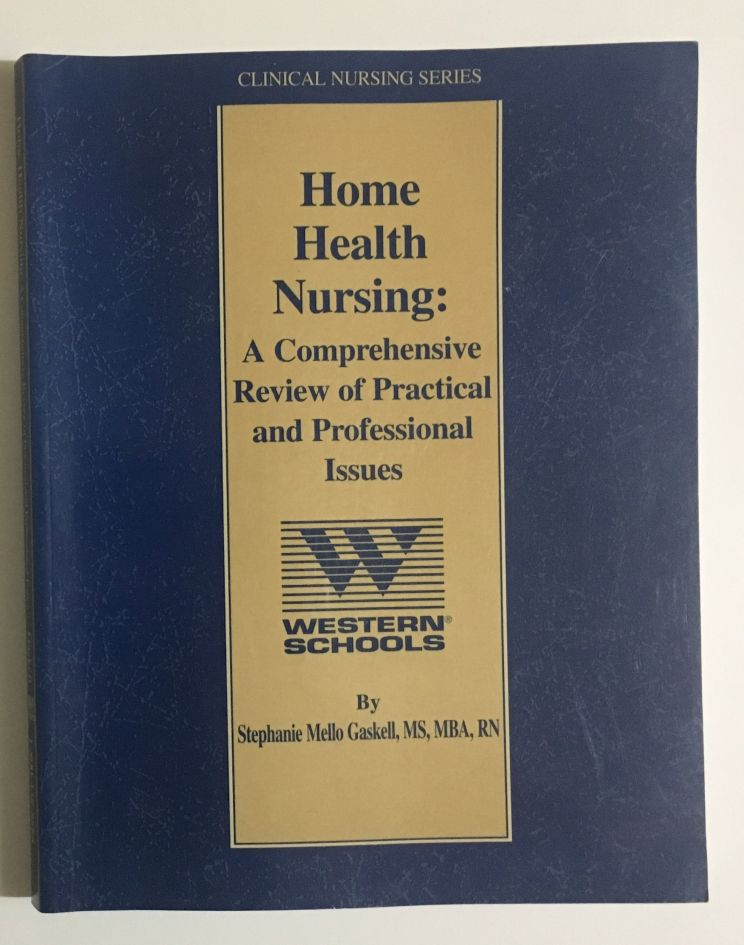 CLINICAL NURSING SERIES
Home
Health
Nursing:
A Comprehensive
Review of Practical
and Professional
Issues
WESTERN®
SCHOOLS
By
Stephanie Mello Gaskell, MS, MBA, RN